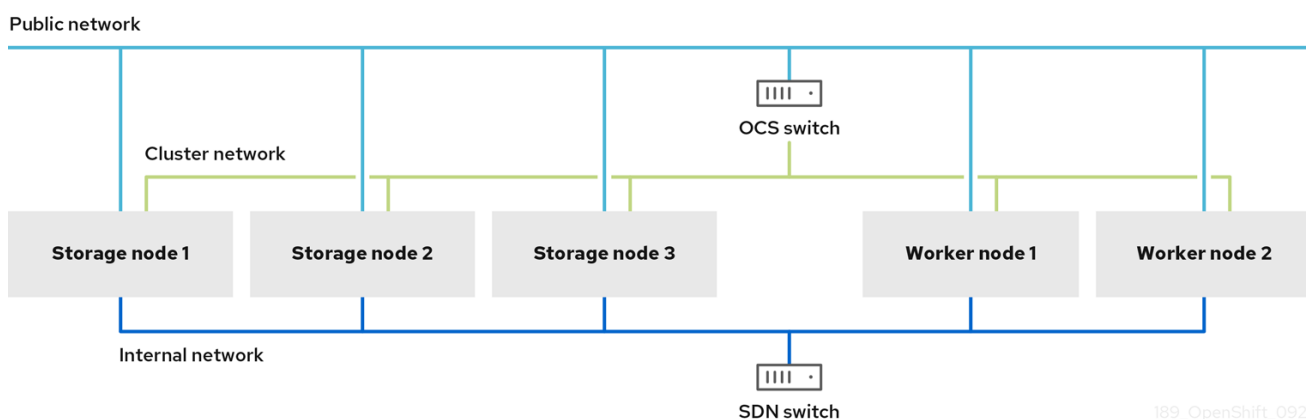 Public network
OCS switch
Cluster network
Storage node 1
Storage node 2
Storage node 3
Worker node 1
Worker node 2
Internal network
SDN switch
189_OpenShift_092